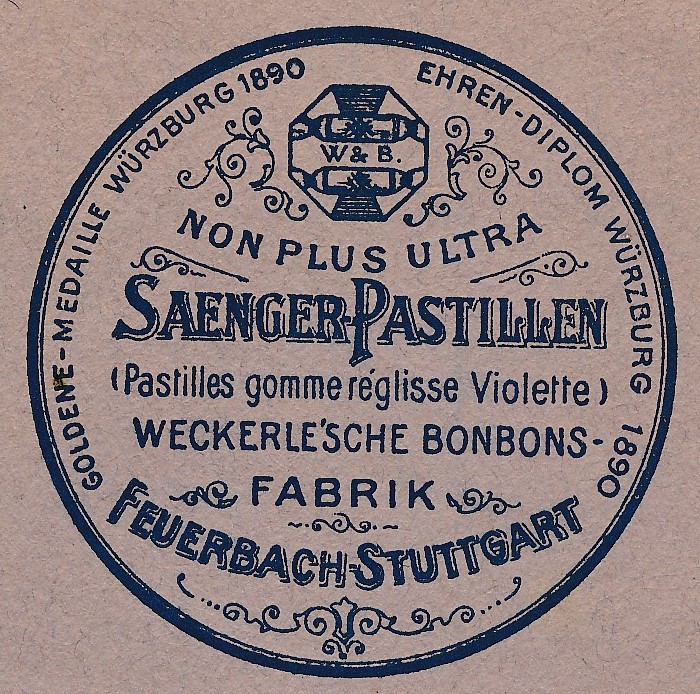 GOLDENE-MEDAILLE WÜRZBURG 1890
EHREN-DIPLOM WÜRZBURG 1890
W & B.
NON PLUS ULTRA
SAENGER-PASTILLEN
(Pastilles gomme réglisse Violette)
WECKERLE'SCHE BONBONS-
FABRIK
FEUERBACH-STUTTGART